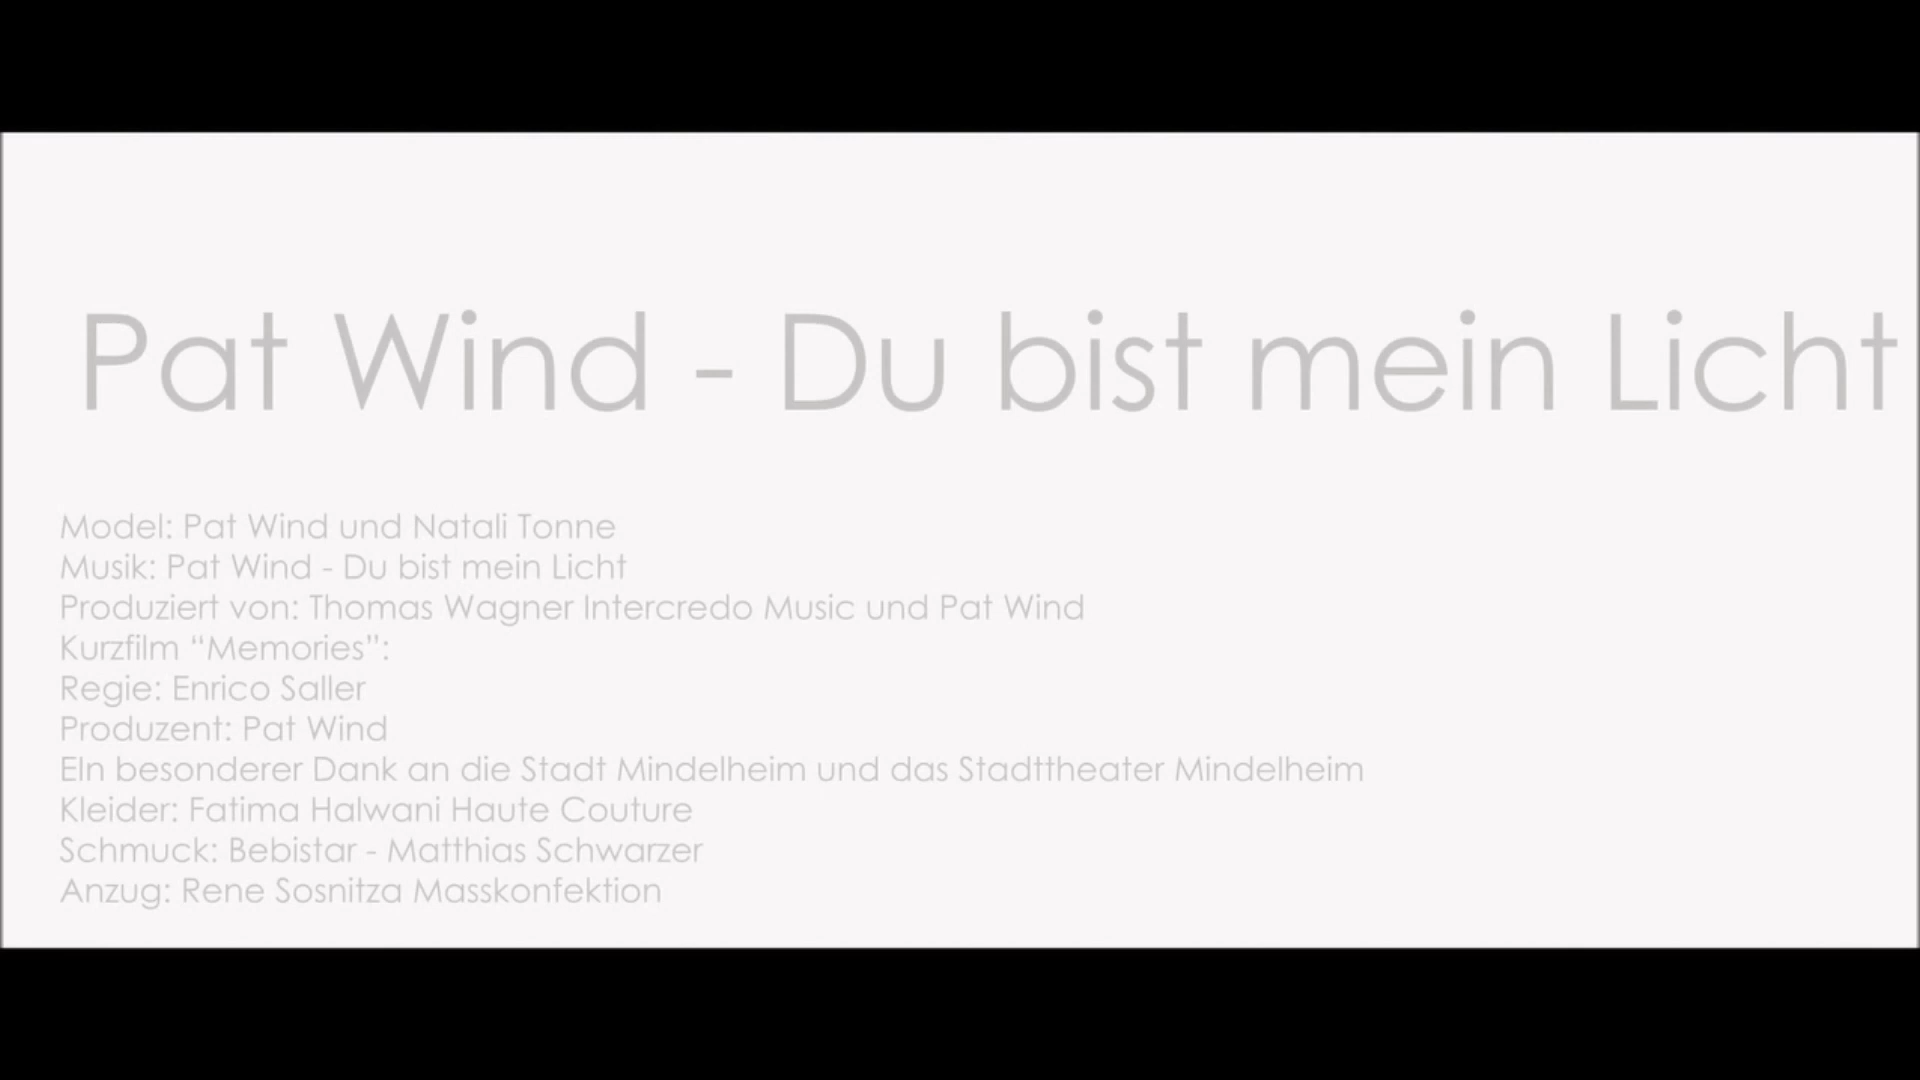 Pat Wind - Du bist mein Licht
Model: Pat Wind und Natali Tonne
Musik: Pat Wind - Du bist mein Licht
Produziert von: Thomas Wagner Intercredo Music und Pat Wind
Kurzfilm “Memories”:
Regie: Enrico Saller
Produzent: Pat Wind
EIn besonderer Dank an die Stadt Mindelheim und das Stadttheater Mindelheim
Kleider: Fatima Halwani Haute Couture
Schmuck: Bebistar - Matthias Schwarzer
Anzug: Rene Sosnitza Masskonfektion